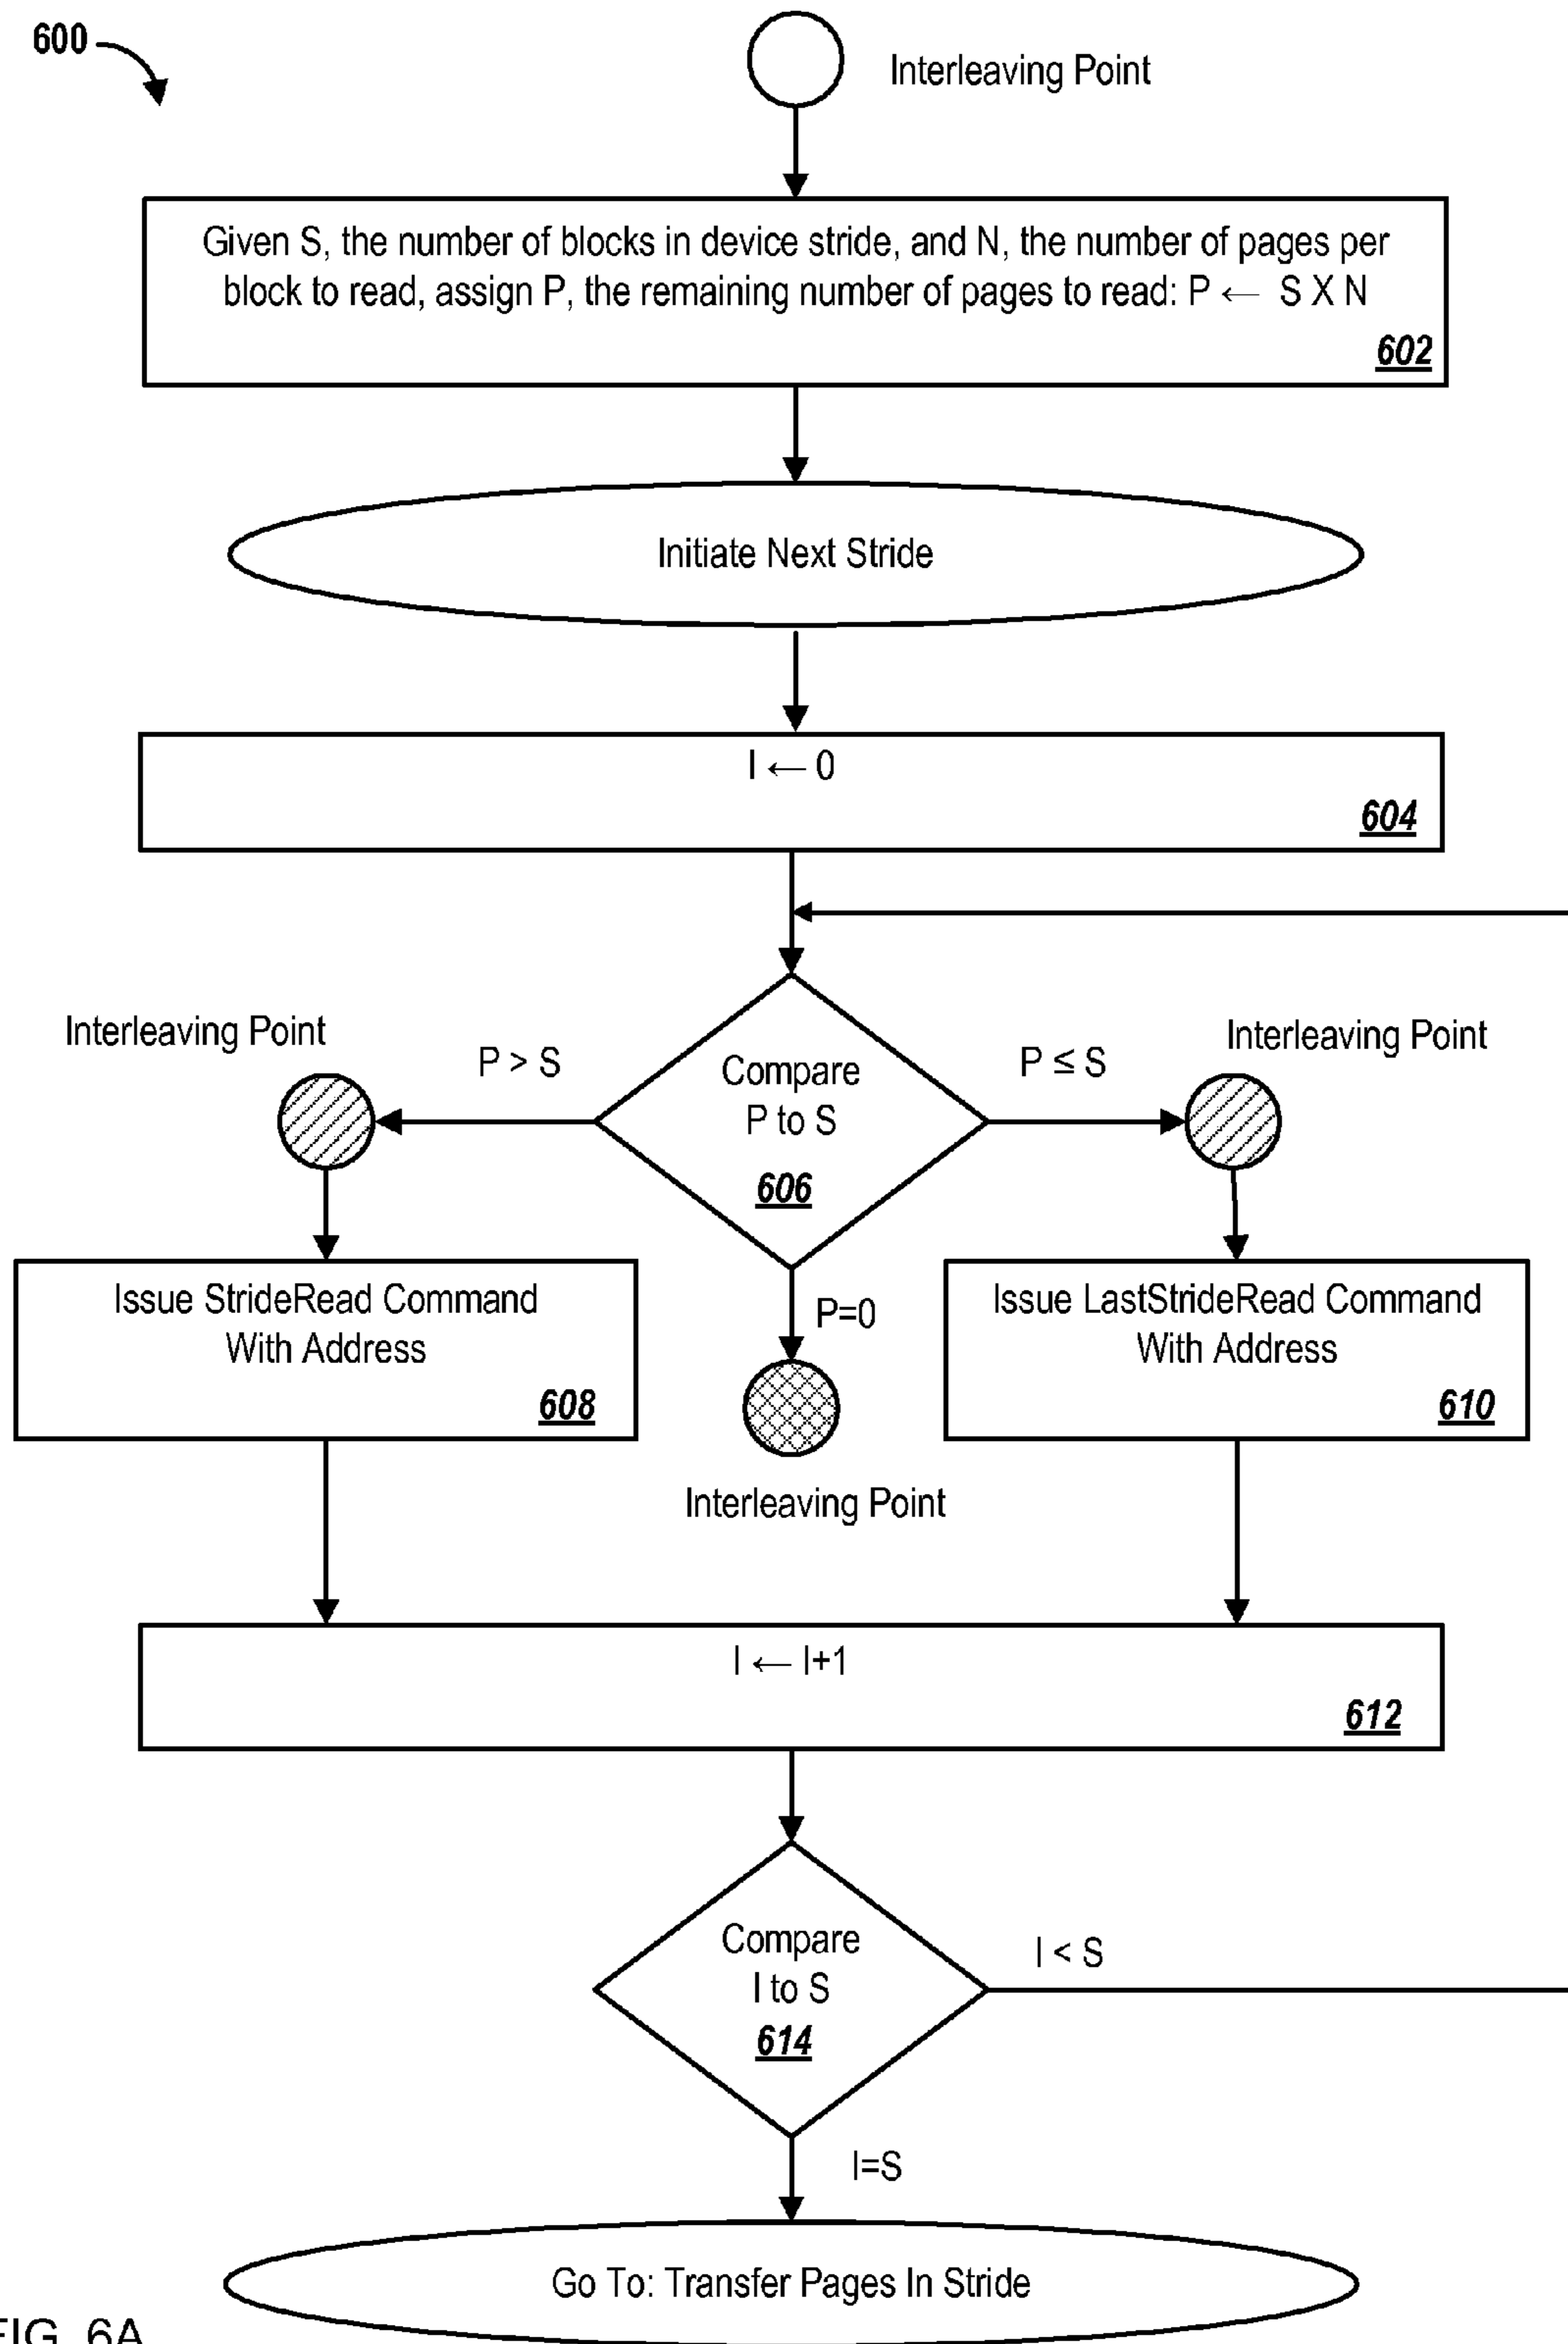 600
Interleaving Point
Given S, the number of blocks in device stride, and N, the number of pages per
block to read, assign P, the remaining number of pages to read: P ← S X N
602
Initiate Next Stride
I ← 0
604
Interleaving Point
P > S
Compare
P to S
606
P ≤ S
Interleaving Point
Issue StrideRead Command
With Address
608
P=0
Interleaving Point
Issue LastStrideRead Command
With Address
610
I ← I+1
612
Compare
I to S
614
I < S
I=S
Go To: Transfer Pages In Stride
FIG. 6A